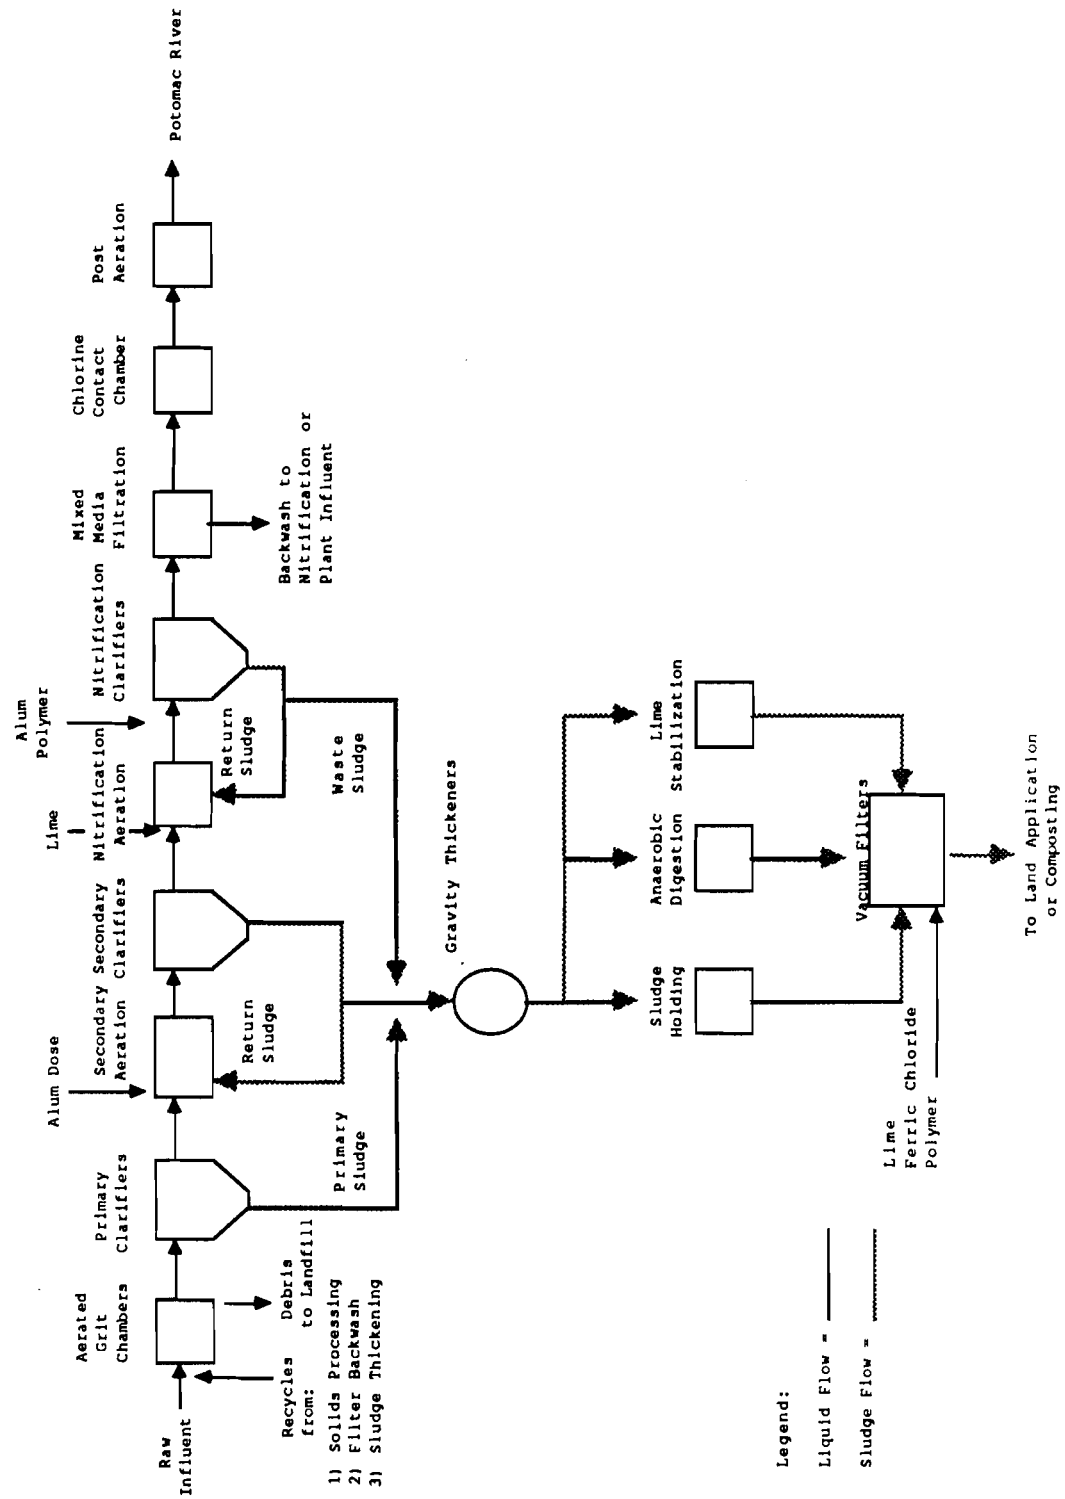 Raw
Influent
Aerated
Grit
Chambers
Primary
Clarifiers
Alum Dose
Secondary
Aeration
Secondary
Clarifiers
Lime
Nitrification
Aeration
Alum
Polymer
Nitrification
Clarifiers
Mixed
Media
Filtration
Chlorine
Contact
Chamber
Post
Aeration
Potomac River
Recycles
from:
1) Solids Processing
2) Filter Backwash
3) Sludge Thickening
Debris
to Landfill
Primary
Sludge
Return
Sludge
Return
Sludge
Waste
Sludge
Backwash to
Nitrification or
Plant Influent
Gravity Thickeners
Sludge
Holding
Anaerobic
Digestion
Lime
Stabilization
Vacuum Filters
Lime
Ferric Chloride
Polymer
To Land Application
or Composting
Legend:
Liquid Flow =
Sludge Flow =